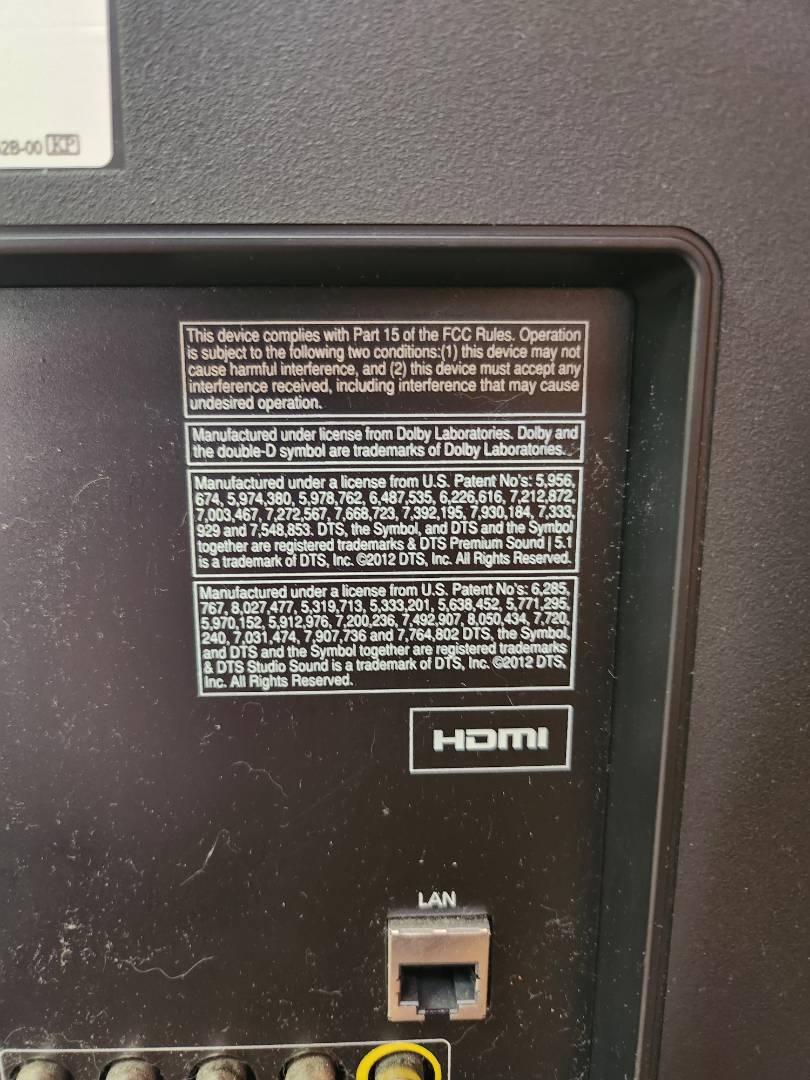 28-00 KP
This device complies with Part 15 of the FCC Rules. Operation
is subject to the following two conditions:(1) this device may not
cause harmful interference, and (2) this device must accept any
interference received, including interference that may cause
undesired operation.
Manufactured under license from Dolby Laboratories. Dolby and
the double-D symbol are trademarks of Dolby Laboratories.
Manufactured under a license from U.S. Patent No's: 5,956,
674, 5,974,380, 5,978,762, 6,487,535, 6,226,616, 7,212,872,
7,003,467, 7,272,567, 7,668,723, 7,392,195, 7,930,184, 7,333,
929 and 7,548,853. DTS, the Symbol, and DTS and the Symbol
together are registered trademarks & DTS Premium Sound | 5.1
is a trademark of DTS, Inc. ©2012 DTS, Inc. All Rights Reserved.
Manufactured under a license from U.S. Patent No's: 6,285,
767, 8,027,477, 5,319,713, 5,333,201, 5,638,452, 5,771,295,
5,970,152, 5,912,976, 7,200,236, 7,492,907, 8,050,434, 7,720,
240, 7,031,474, 7,907,736 and 7,764,802 DTS, the Symbol,
and DTS and the Symbol together are registered trademarks
& DTS Studio Sound is a trademark of DTS, Inc. ©2012 DTS,
Inc. All Rights Reserved.
HDMI
LAN